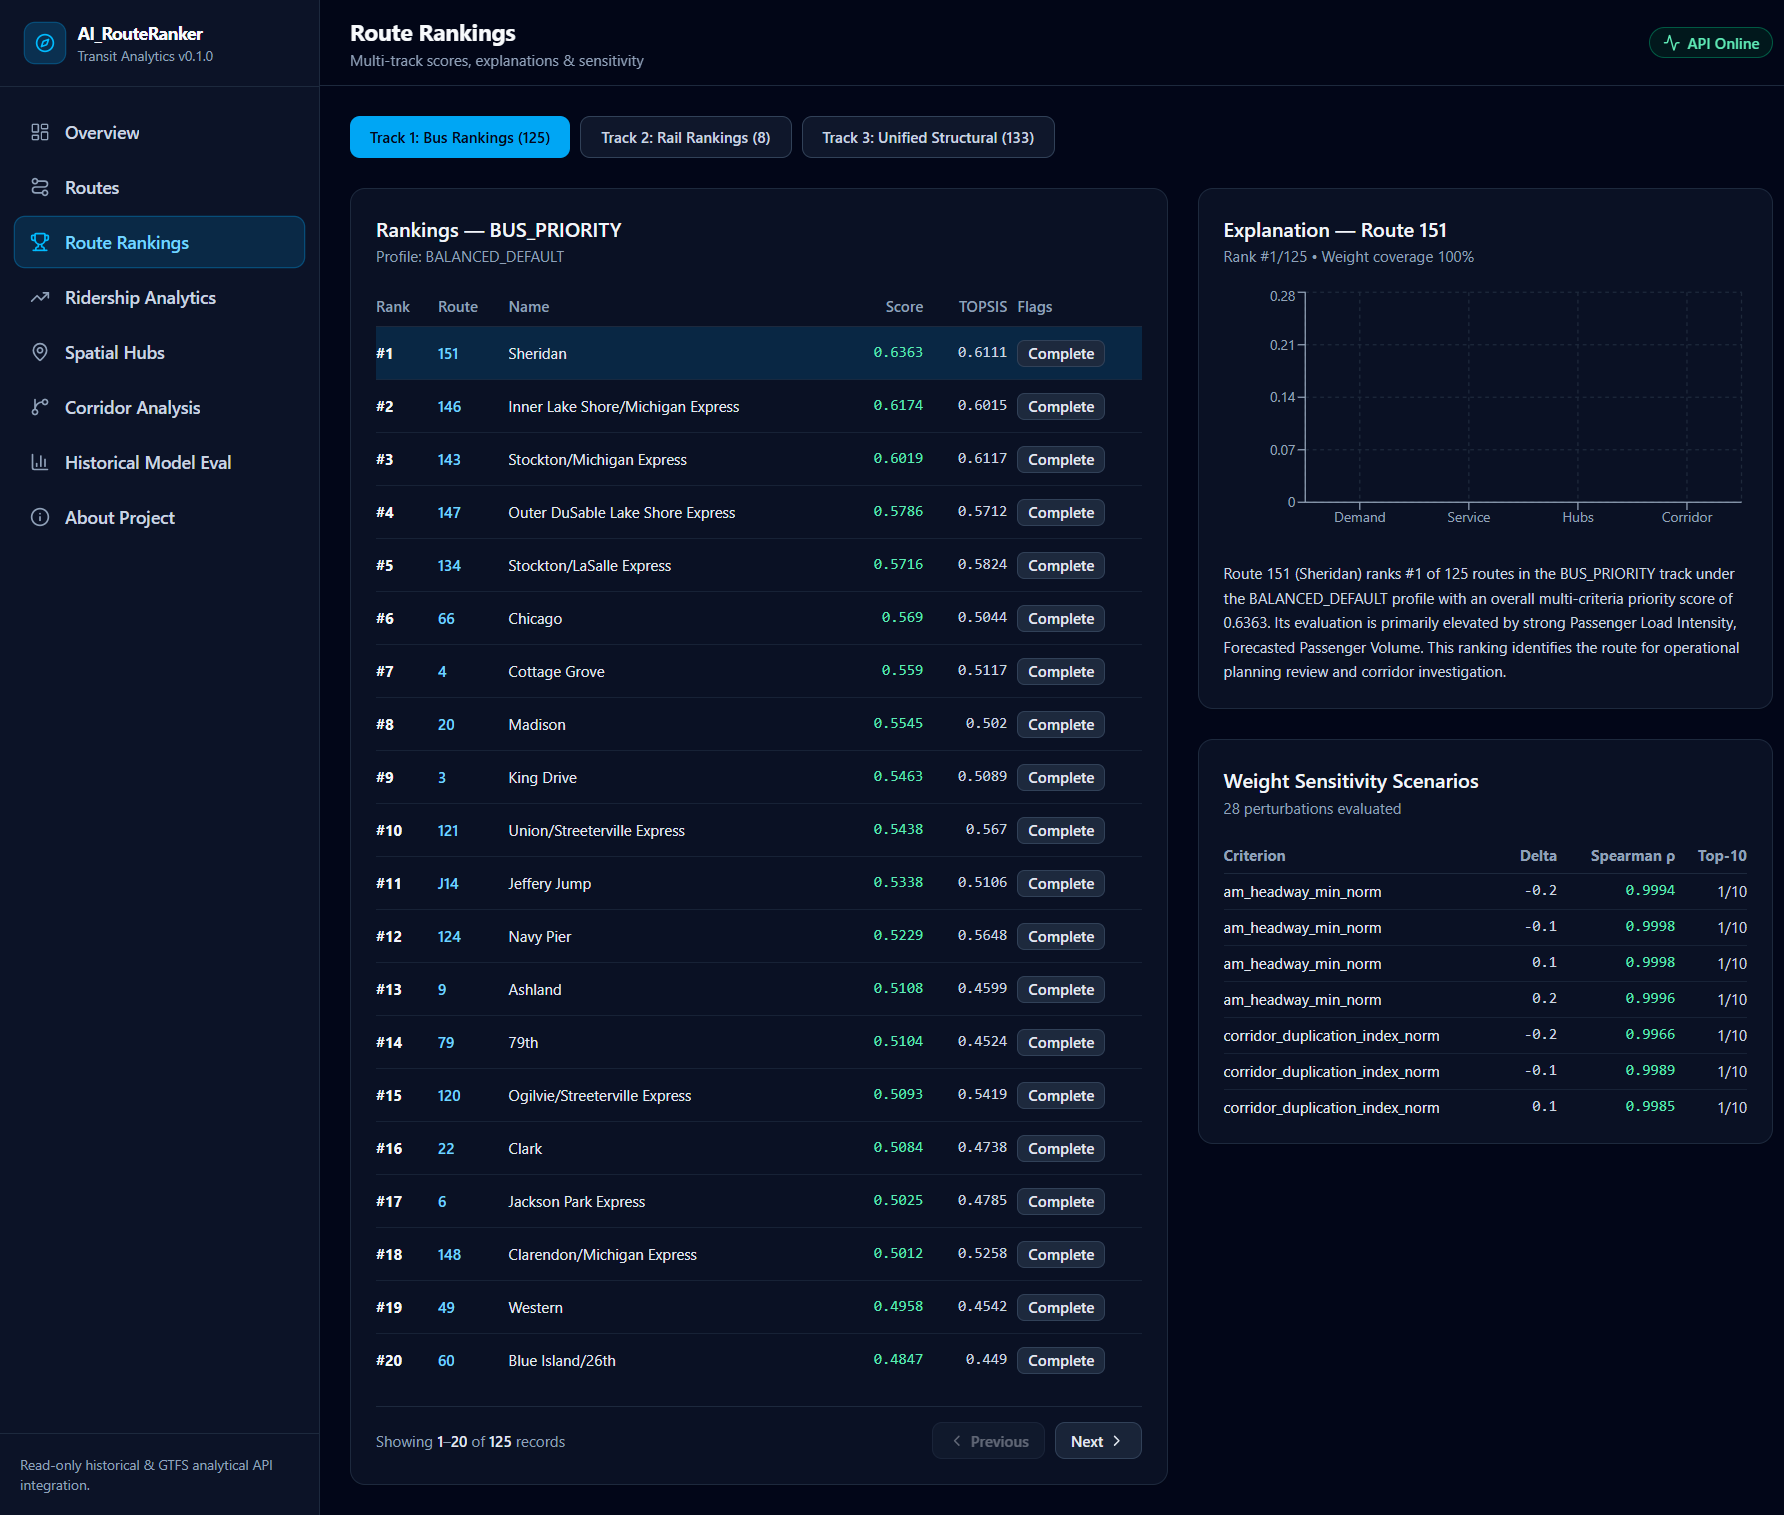 AI_RouteRanker
Transit Analytics v0.1.0
Overview
Routes
Route Rankings
Ridership Analytics
Spatial Hubs
Corridor Analysis
Historical Model Eval
About Project
Read-only historical & GTFS analytical API
integration.
Route Rankings
Multi-track scores, explanations & sensitivity
API Online
Track 1: Bus Rankings (125)
Track 2: Rail Rankings (8)
Track 3: Unified Structural (133)
Rankings — BUS_PRIORITY
Profile: BALANCED_DEFAULT
Rank Route Name Score TOPSIS Flags
#1 151 Sheridan 0.6363 0.6111 Complete
#2 146 Inner Lake Shore/Michigan Express 0.6174 0.6015 Complete
#3 143 Stockton/Michigan Express 0.6019 0.6117 Complete
#4 147 Outer DuSable Lake Shore Express 0.5786 0.5712 Complete
#5 134 Stockton/LaSalle Express 0.5716 0.5824 Complete
#6 66 Chicago 0.569 0.5044 Complete
#7 4 Cottage Grove 0.559 0.5117 Complete
#8 20 Madison 0.5545 0.502 Complete
#9 3 King Drive 0.5463 0.5089 Complete
#10 121 Union/Streeterville Express 0.5438 0.567 Complete
#11 J14 Jeffery Jump 0.5338 0.5106 Complete
#12 124 Navy Pier 0.5229 0.5648 Complete
#13 9 Ashland 0.5108 0.4599 Complete
#14 79 79th 0.5104 0.4524 Complete
#15 120 Ogilvie/Streeterville Express 0.5093 0.5419 Complete
#16 22 Clark 0.5084 0.4738 Complete
#17 6 Jackson Park Express 0.5025 0.4785 Complete
#18 148 Clarendon/Michigan Express 0.5012 0.5258 Complete
#19 49 Western 0.4958 0.4542 Complete
#20 60 Blue Island/26th 0.4847 0.449 Complete
Showing 1–20 of 125 records
Previous
Next
Explanation — Route 151
Rank #1/125 • Weight coverage 100%
0.28
0.21
0.14
0.07
0
Demand Service Hubs Corridor
Route 151 (Sheridan) ranks #1 of 125 routes in the BUS_PRIORITY track under
the BALANCED_DEFAULT profile with an overall multi-criteria priority score of
0.6363. Its evaluation is primarily elevated by strong Passenger Load Intensity,
Forecasted Passenger Volume. This ranking identifies the route for operational
planning review and corridor investigation.
Weight Sensitivity Scenarios
28 perturbations evaluated
Criterion Delta Spearman ρ Top-10
am_headway_min_norm -0.2 0.9994 1/10
am_headway_min_norm -0.1 0.9998 1/10
am_headway_min_norm 0.1 0.9998 1/10
am_headway_min_norm 0.2 0.9996 1/10
corridor_duplication_index_norm -0.2 0.9966 1/10
corridor_duplication_index_norm -0.1 0.9989 1/10
corridor_duplication_index_norm 0.1 0.9985 1/10